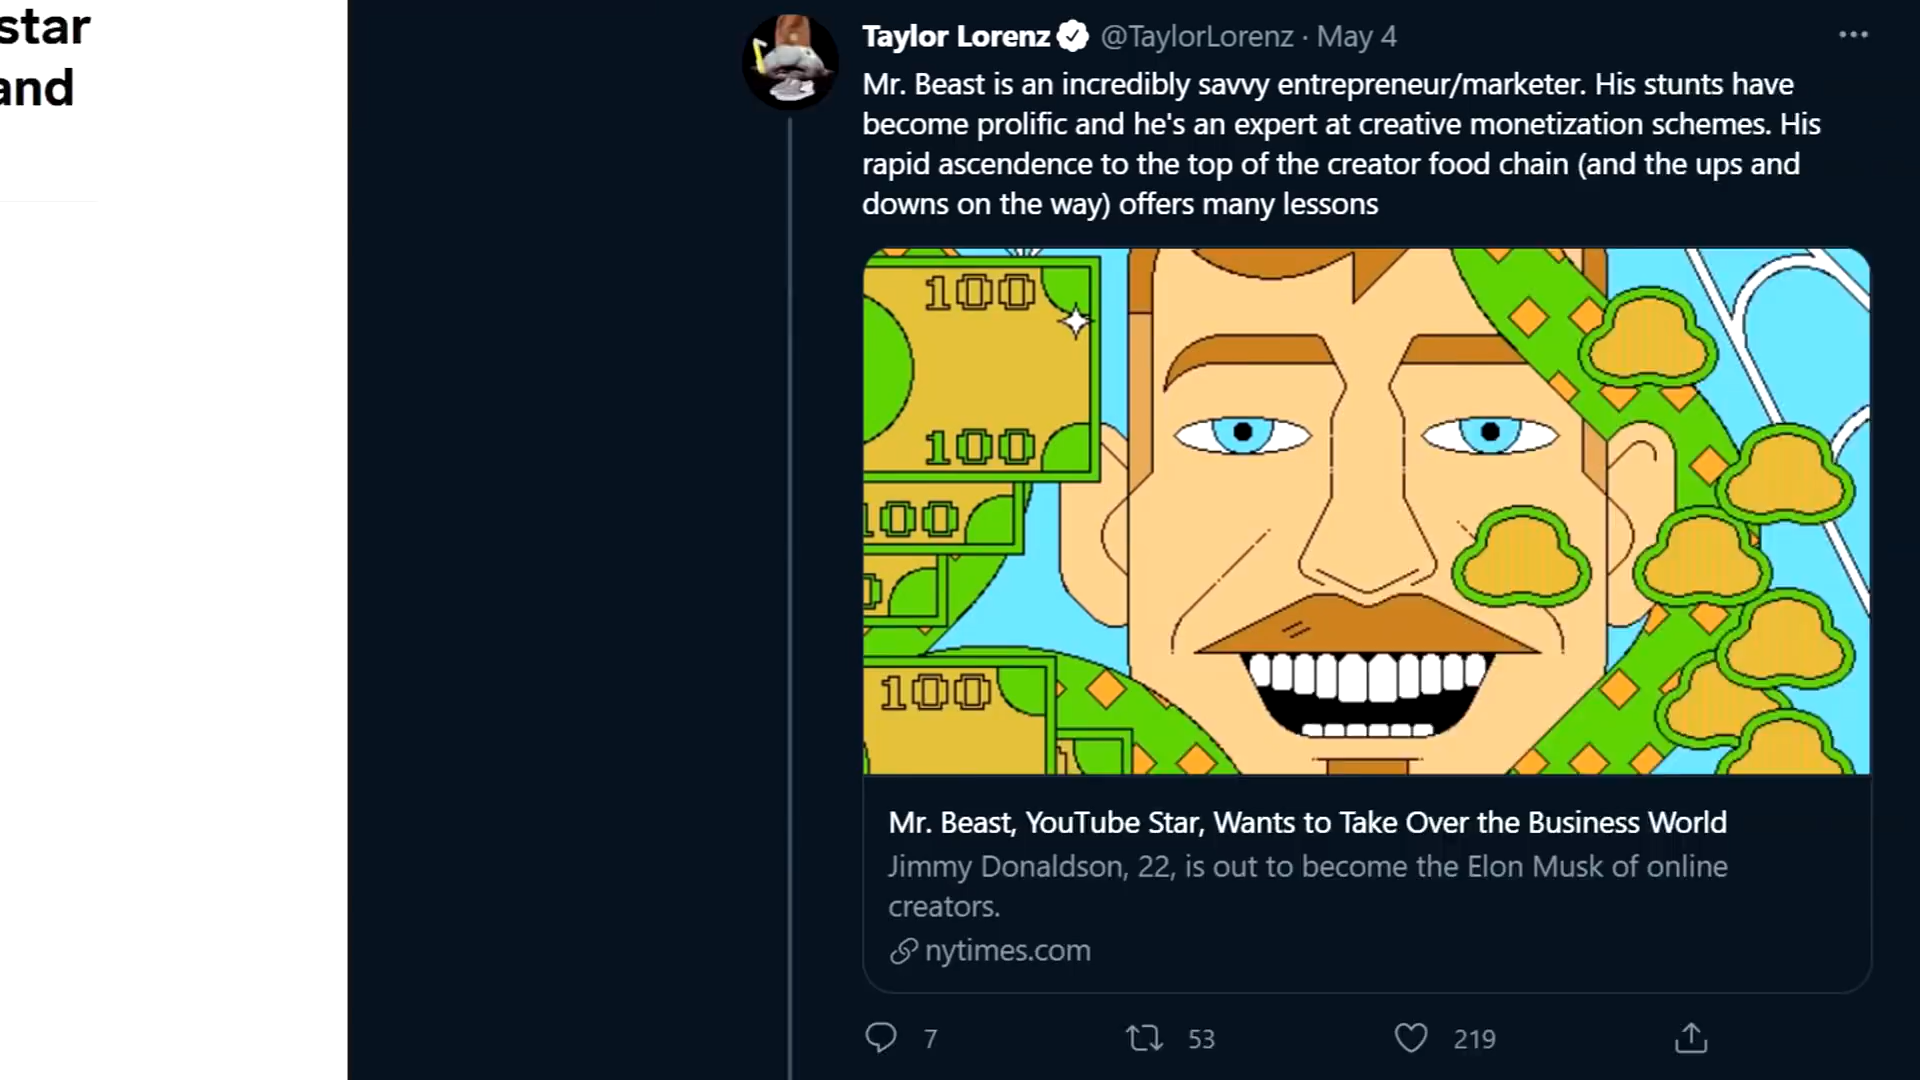 star
and
Taylor Lorenz @TaylorLorenz · May 4
Mr. Beast is an incredibly savvy entrepreneur/marketer. His stunts have
become prolific and he's an expert at creative monetization schemes. His
rapid ascendence to the top of the creator food chain (and the ups and
downs on the way) offers many lessons
100
100
100
0
100
Mr. Beast, YouTube Star, Wants to Take Over the Business World
Jimmy Donaldson, 22, is out to become the Elon Musk of online
creators.
nytimes.com
7 53 219